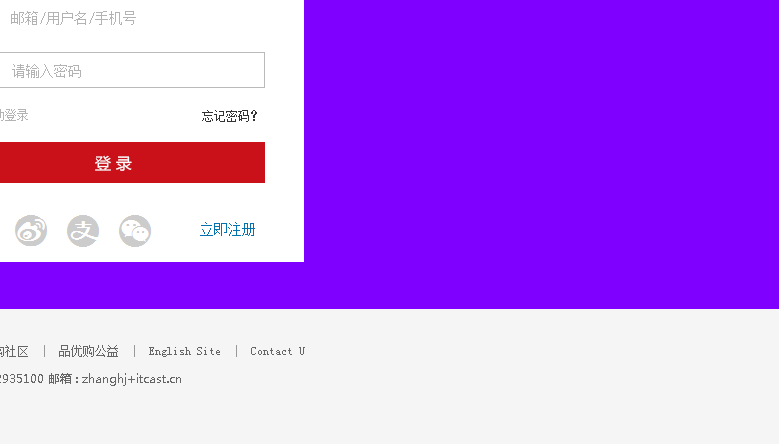 邮箱/用户名/手机号
请输入密码
动登录 忘记密码?
登 录
立即注册
购社区 | 品优购公益 | English Site | Contact U
2935100 邮箱 : zhanghj+itcast.cn